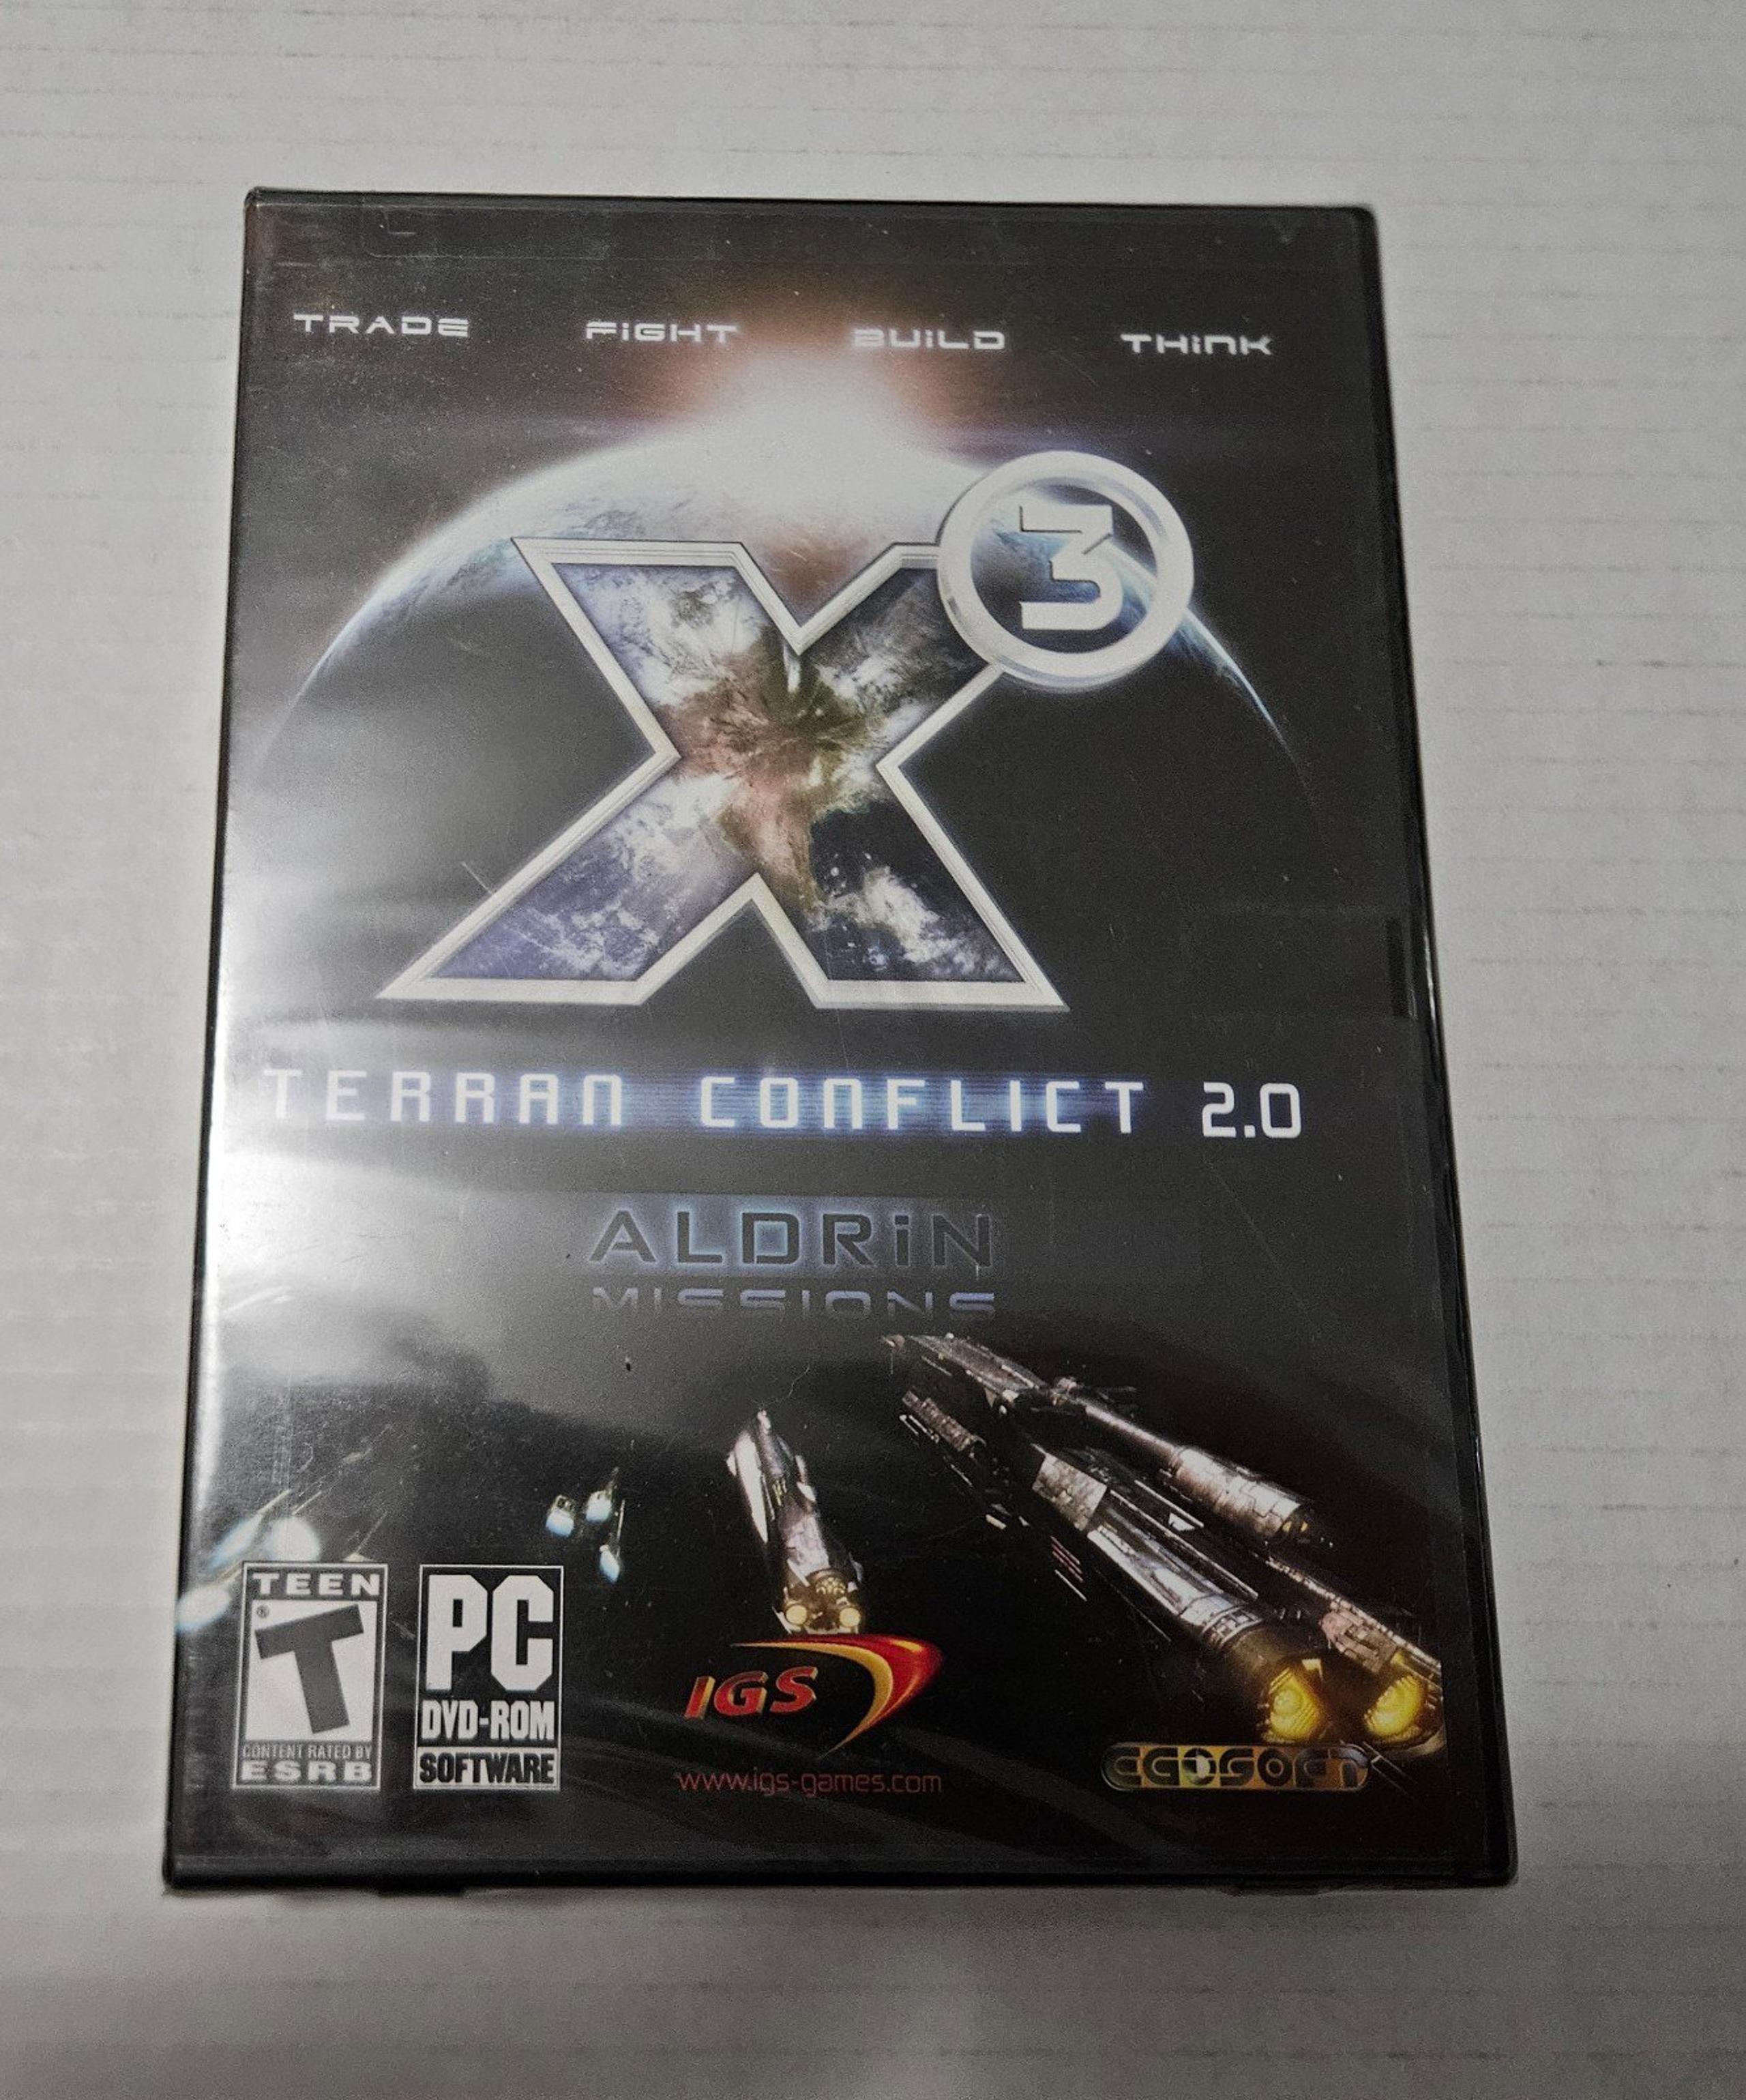 TRADE FiGHT BUiLD THiNK
X3
TERRAN CONFLICT 2.0
ALDRiN
MISSIONS
TEEN
T
®
CONTENT RATED BY
ESRB
PC
DVD-ROM
SOFTWARE
IGS
www.igs-games.com
EGOSOFT